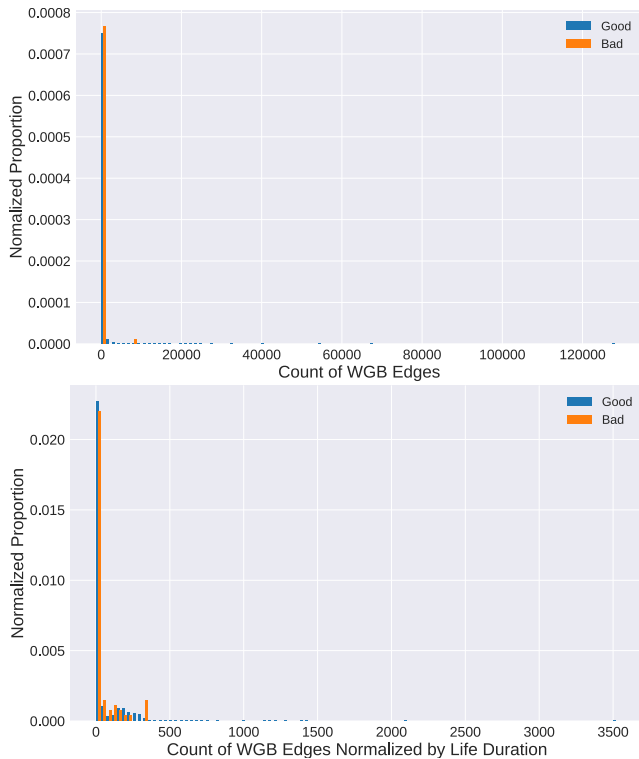 0.0008
0.0007
0.0006
0.0005
0.0004
0.0003
0.0002
0.0001
0.0000
Nomalized Proportion
Good
Bad
0 20000 40000 60000 80000 100000 120000
Count of WGB Edges
0.020
0.015
0.010
0.005
0.000
Normalized Proportion
Good
Bad
0 500 1000 1500 2000 2500 3000 3500
Count of WGB Edges Normalized by Life Duration